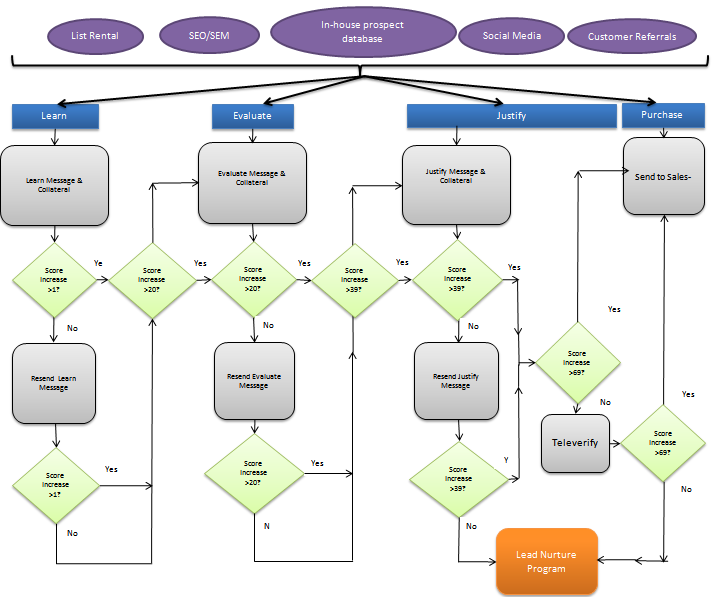 List Rental
SEO/SEM
In-house prospect
database
Social Media
Customer Referrals
Learn
Evaluate
Justify
Purchase
Learn Message &
Collateral
Evaluate Message &
Collateral
Justify Message &
Collateral
Send to Sales-
Score
Increase
>1?
Ye
Score
Increase
>20?
Yes
Score
Increase
>20?
Yes
Score
Increase
>39?
Yes
Score
Increase
>39?
Yes
No
No
No
Yes
Resend Learn
Message
Resend Evaluate
Message
Resend Justify
Message
Score
Increase
>69?
No
Yes
Televerify
Score
Increase
>69?
Score
Increase
>1?
Yes
Score
Increase
>20?
Yes
Score
Increase
>39?
Y
No
No
N
No
Lead Nurture
Program